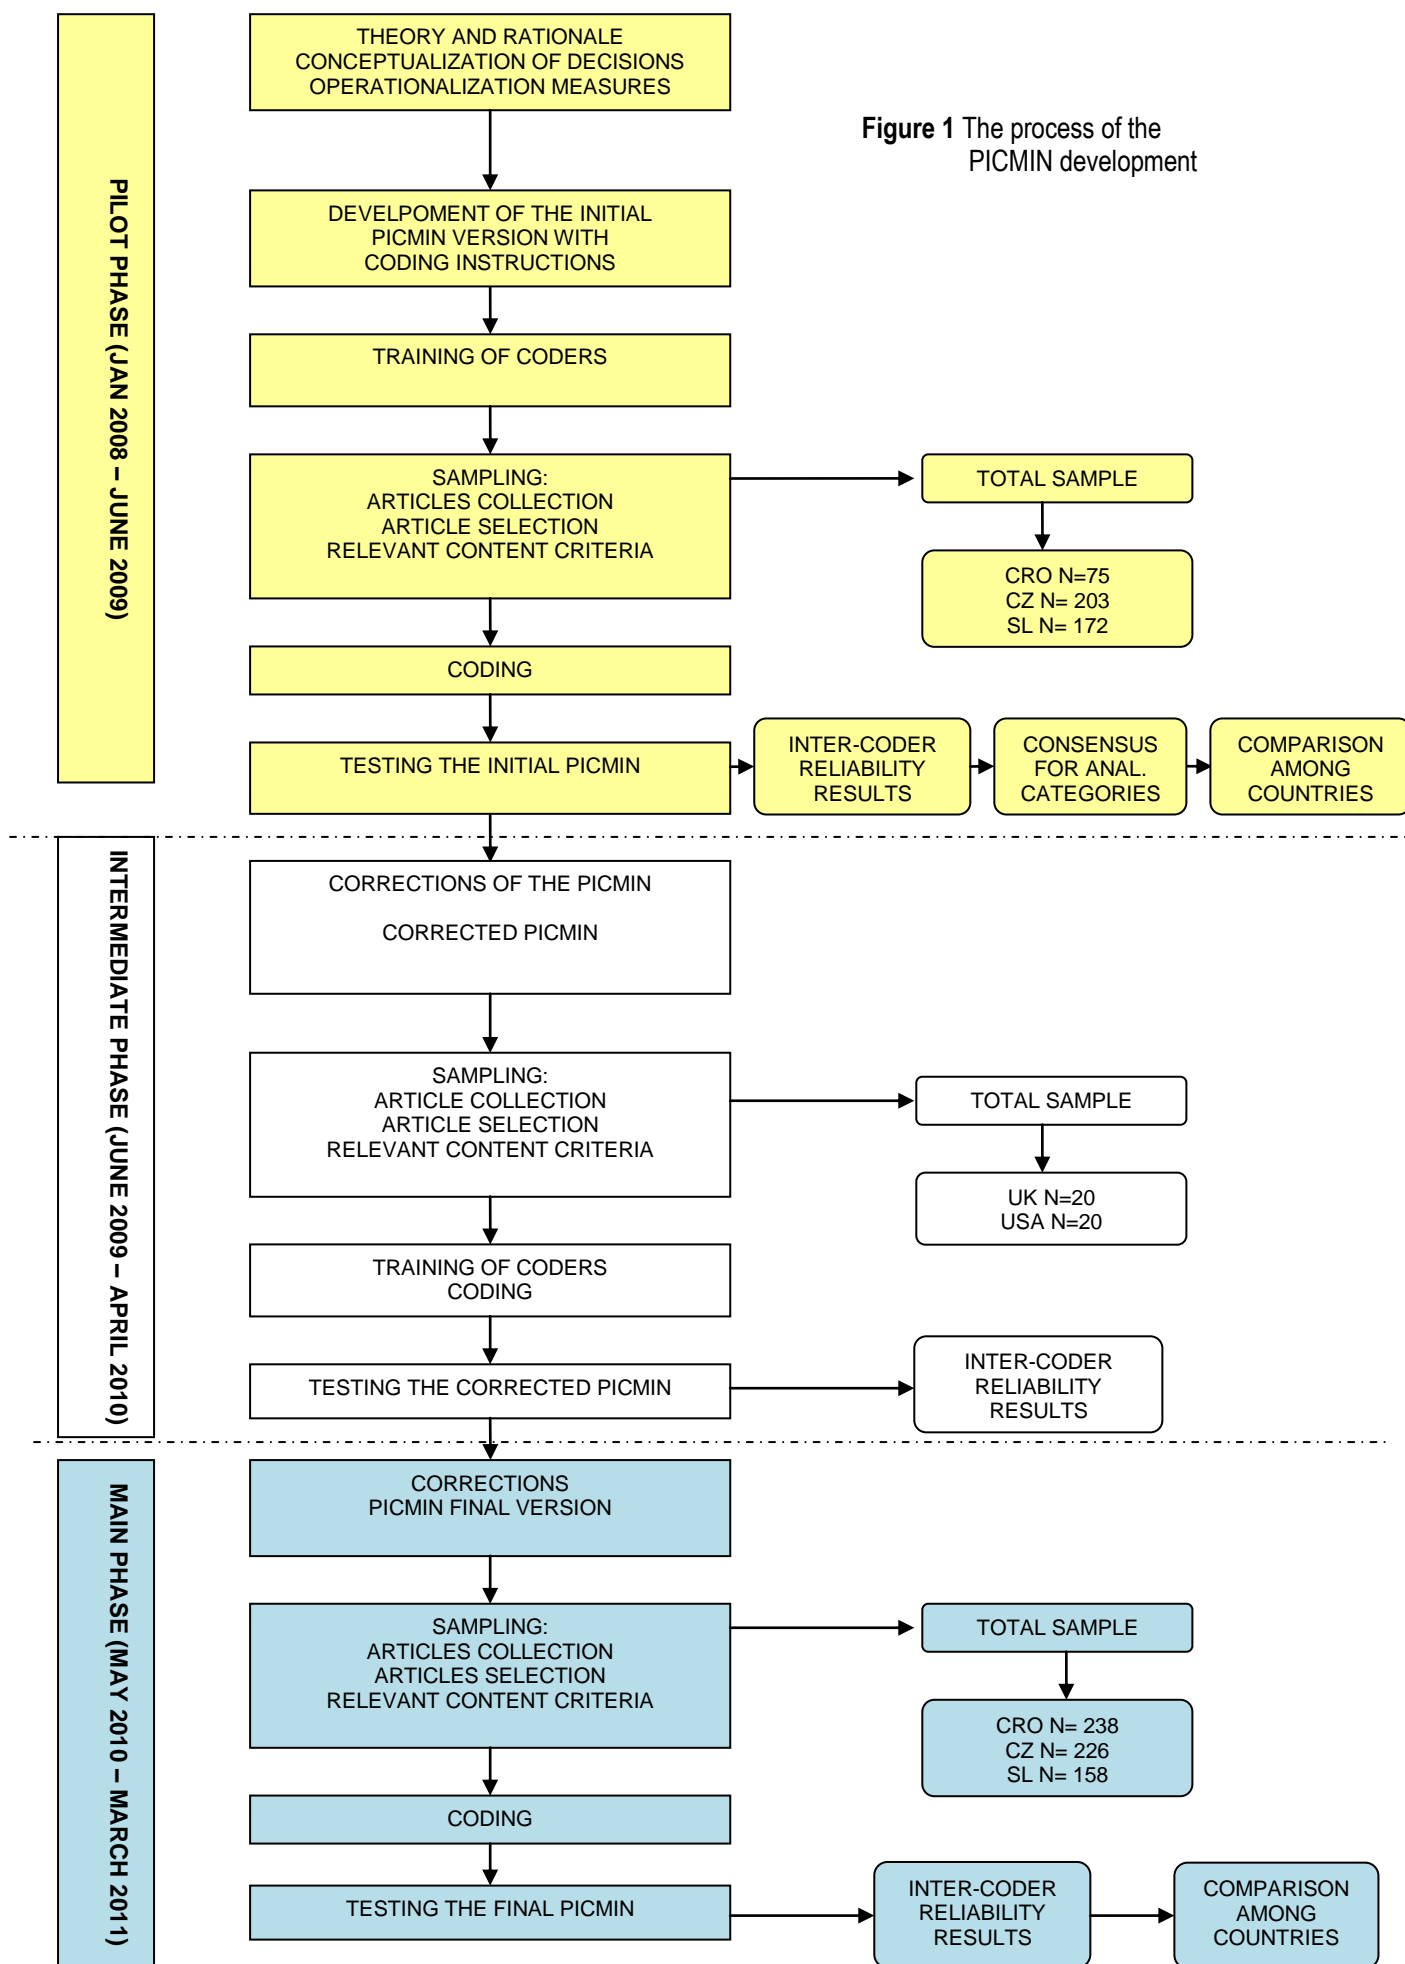 THEORY AND RATIONALE
CONCEPTUALIZATION OF DECISIONS
OPERATIONALIZATION MEASURES
Figure 1 The process of the
PICMIN development
PILOT PHASE (JAN 2008 – JUNE 2009)
DEVELPOMENT OF THE INITIAL
PICMIN VERSION WITH
CODING INSTRUCTIONS
TRAINING OF CODERS
SAMPLING:
ARTICLES COLLECTION
ARTICLE SELECTION
RELEVANT CONTENT CRITERIA
TOTAL SAMPLE
CRO N=75
CZ N= 203
SL N= 172
CODING
TESTING THE INITIAL PICMIN
INTER-CODER
RELIABILITY
RESULTS
CONSENSUS
FOR ANAL.
CATEGORIES
COMPARISON
AMONG
COUNTRIES
INTERMEDIATE PHASE (JUNE 2009 – APRIL 2010)
CORRECTIONS OF THE PICMIN
CORRECTED PICMIN
SAMPLING:
ARTICLE COLLECTION
ARTICLE SELECTION
RELEVANT CONTENT CRITERIA
TOTAL SAMPLE
UK N=20
USA N=20
TRAINING OF CODERS
CODING
TESTING THE CORRECTED PICMIN
INTER-CODER
RELIABILITY
RESULTS
MAIN PHASE (MAY 2010 – MARCH 2011)
CORRECTIONS
PICMIN FINAL VERSION
SAMPLING:
ARTICLES COLLECTION
ARTICLES SELECTION
RELEVANT CONTENT CRITERIA
TOTAL SAMPLE
CRO N= 238
CZ N= 226
SL N= 158
CODING
TESTING THE FINAL PICMIN
INTER-CODER
RELIABILITY
RESULTS
COMPARISON
AMONG
COUNTRIES